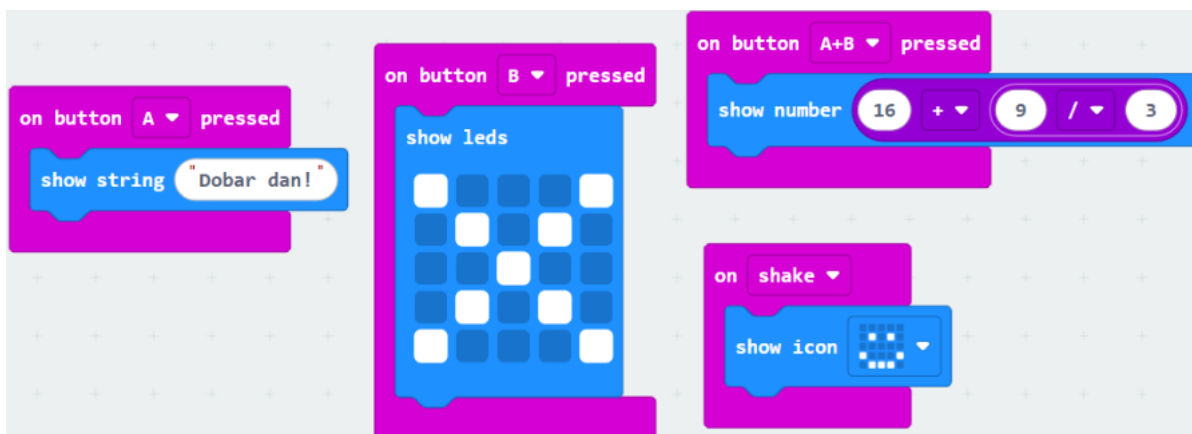 on button A pressed
show string "Dobar dan!"
on button B pressed
show leds
on button A+B pressed
show number 16 + 9 / 3
on shake
show icon